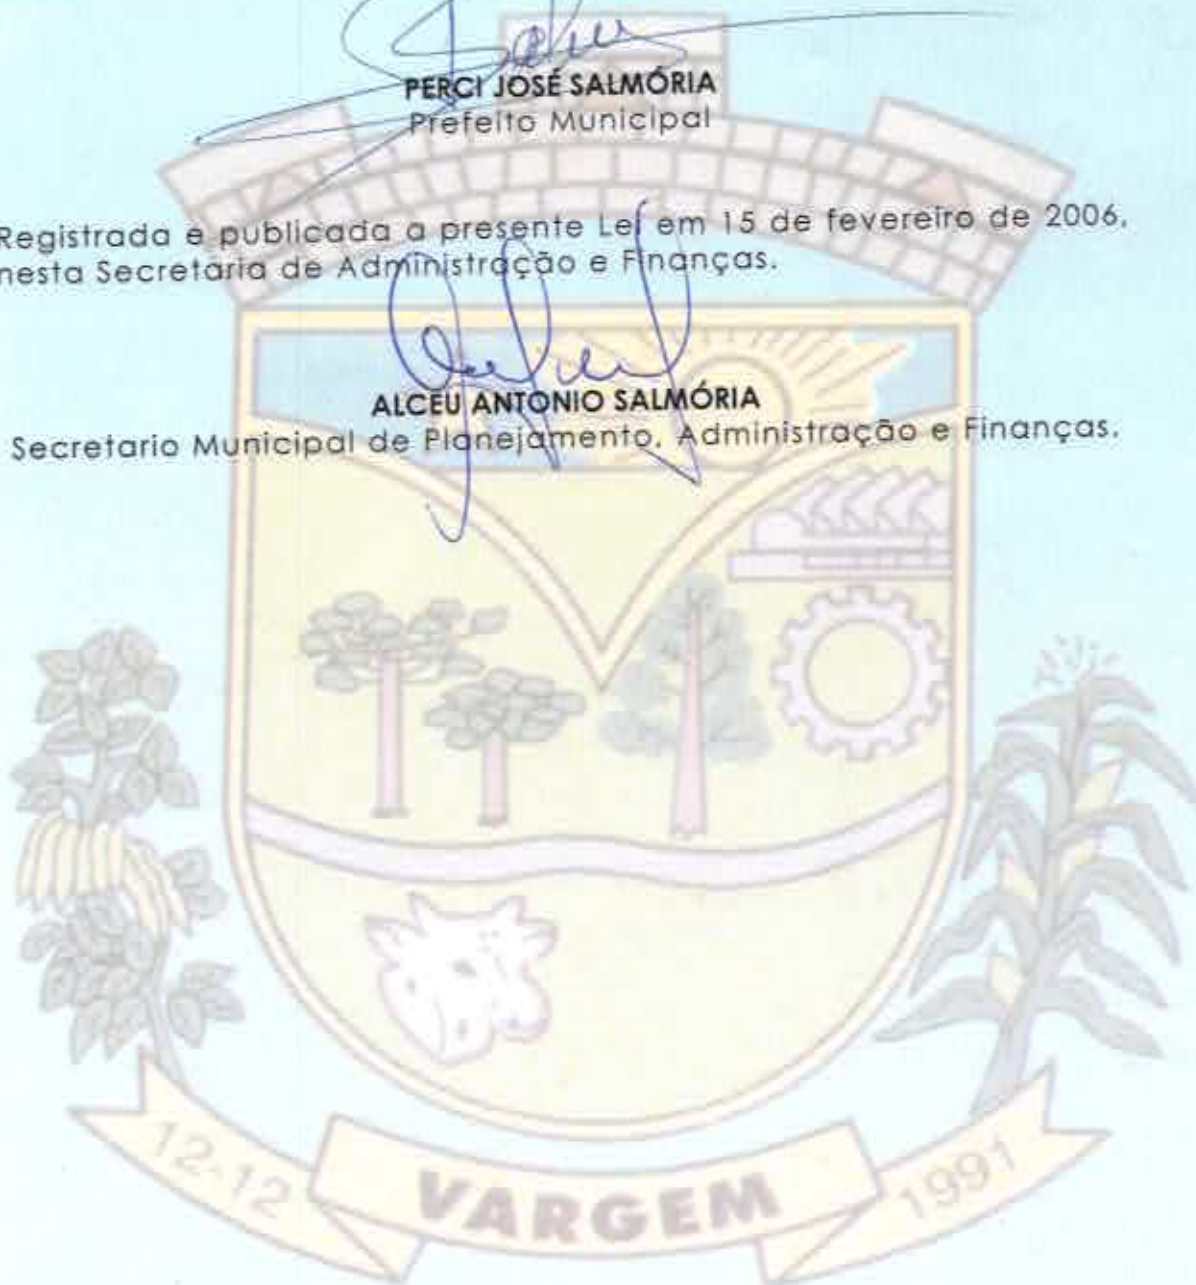 PERCI JOSÉ SALMÓRIA
Prefeito Municipal
Registrada e publicada a presente Lei em 15 de fevereiro de 2006,
nesta Secretaria de Administração e Finanças.
ALCEU ANTONIO SALMÓRIA
Secretario Municipal de Planejamento, Administração e Finanças.
12-12
VARGEM
1991